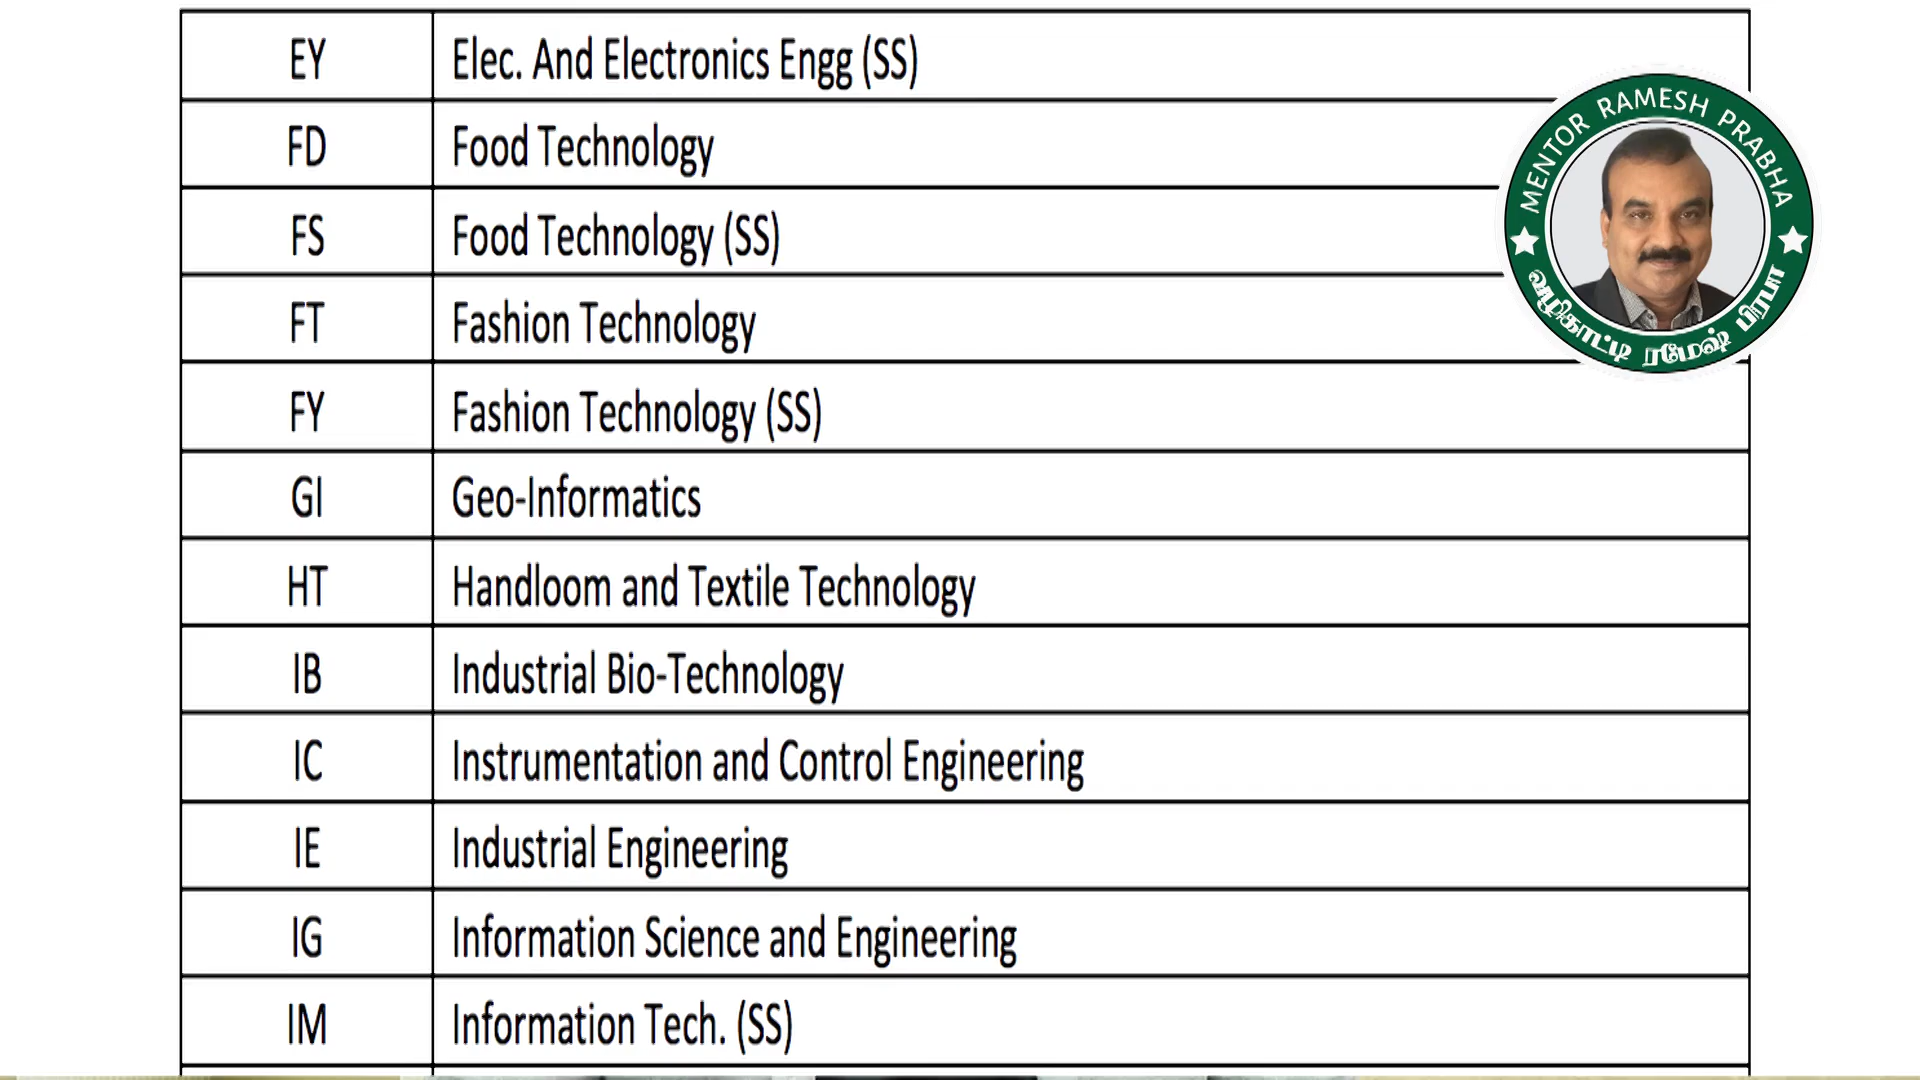 EY Elec. And Electronics Engg (SS)
FD Food Technology
FS Food Technology (SS)
FT Fashion Technology
FY Fashion Technology (SS)
GI Geo-Informatics
HT Handloom and Textile Technology
IB Industrial Bio-Technology
IC Instrumentation and Control Engineering
IE Industrial Engineering
IG Information Science and Engineering
IM Information Tech. (SS)
MENTOR RAMESH PRABHA
வழிகாட்டி ரமேஷ் பிரபா